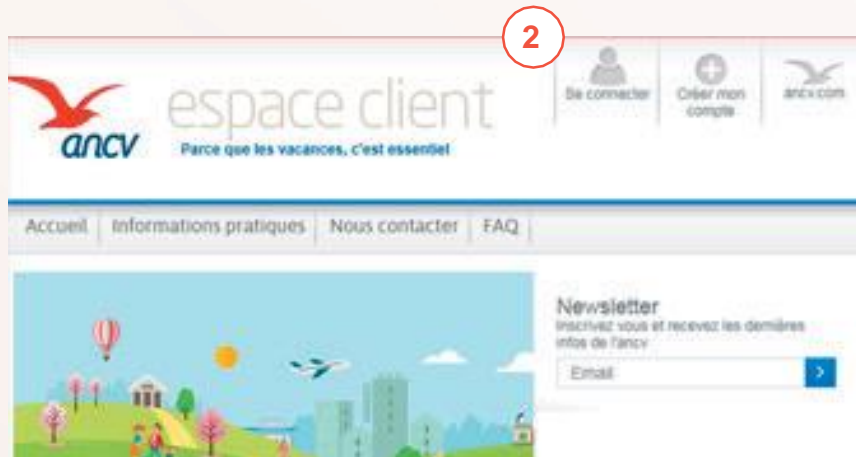 2
espace client
ancv
Parce que les vacances, c'est essentiel
Se connecter
Créer mon
compte
ancv.com
Accueil
Informations pratiques
Nous contacter
FAQ
Newsletter
Inscrivez vous et recevez les dernières
infos de l'ancv
Email